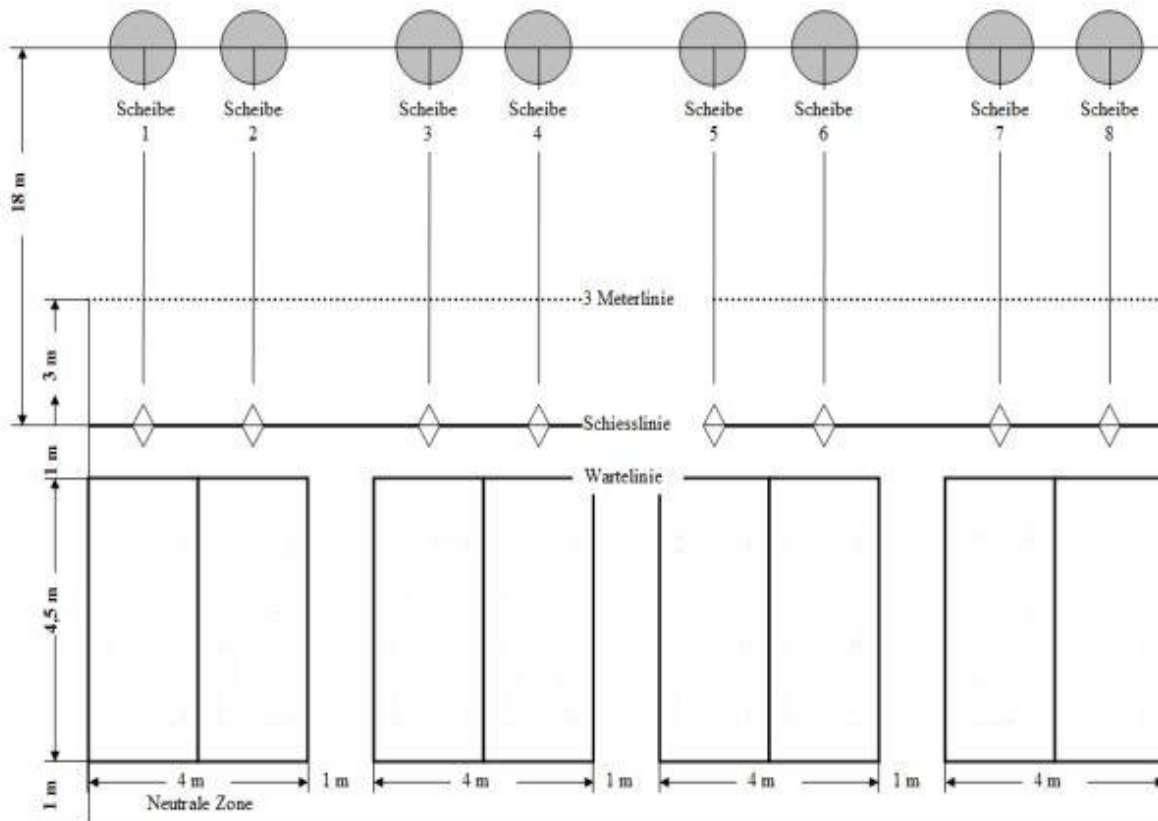 Scheibe Scheibe Scheibe Scheibe Scheibe Scheibe Scheibe Scheibe
1 2 3 4 5 6 7 8
18 m
3 Meterlinie
3 m
Schiesslinie
1 m
Wartelinie
4,5 m
4 m 1 m 4 m 1 m 4 m 1 m 4 m
1 m
Neutrale Zone